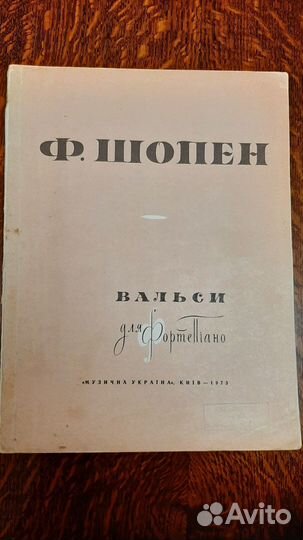 Ф. ШОПЕН
ВАЛЬСИ
для фортепіано
«МУЗИЧНА УКРАЇНА», КИЇВ — 1973
Avito